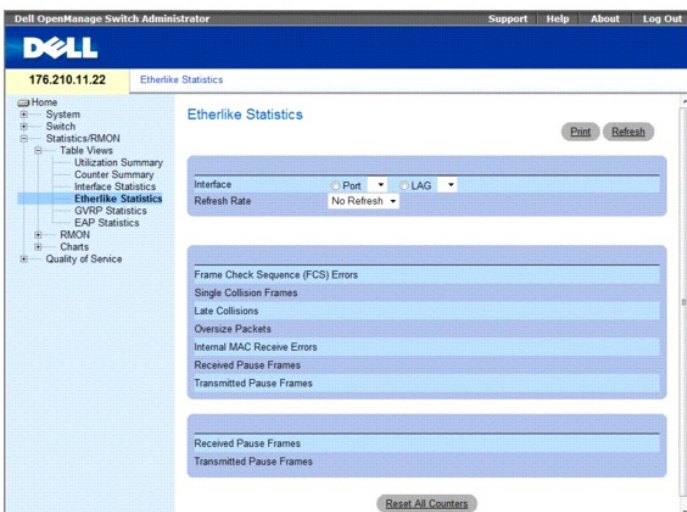 Dell OpenManage Switch Administrator
Support Help About Log Out
DELL
176.210.11.22 Etherlike Statistics
Home
System
Switch
Statistics/RMON
Table Views
Utilization Summary
Counter Summary
Interface Statistics
Etherlike Statistics
GVRP Statistics
EAP Statistics
RMON
Charts
Quality of Service
Etherlike Statistics
Print Refresh
Interface Port LAG
Refresh Rate No Refresh
Frame Check Sequence (FCS) Errors
Single Collision Frames
Late Collisions
Oversize Packets
Internal MAC Receive Errors
Received Pause Frames
Transmitted Pause Frames
Received Pause Frames
Transmitted Pause Frames
Reset All Counters